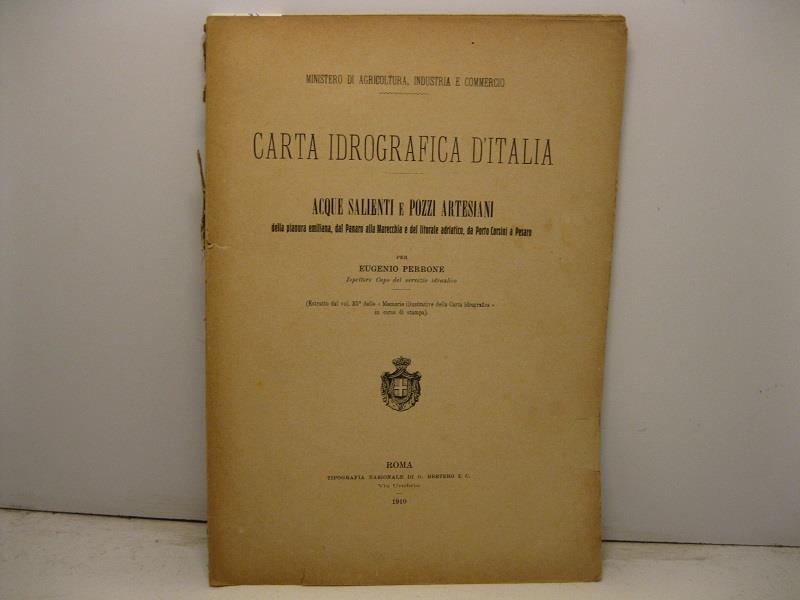 MINISTERO DI AGRICOLTURA, INDUSTRIA E COMMERCIO
CARTA IDROGRAFICA D'ITALIA
ACQUE SALIENTI E POZZI ARTESIANI
della pianura emiliana, dal Panaro alla Marecchia e del litorale adriatico, da Porto Corsini a Pesaro
PER
EUGENIO PERRONE
Ispettore Capo del servizio idraulico
(Estratto dal vol. 35° delle « Memorie illustrative della Carta idrografica »
in corso di stampa).
ROMA
TIPOGRAFIA NAZIONALE DI G. BERTERO E C.
Via Umbria
1910